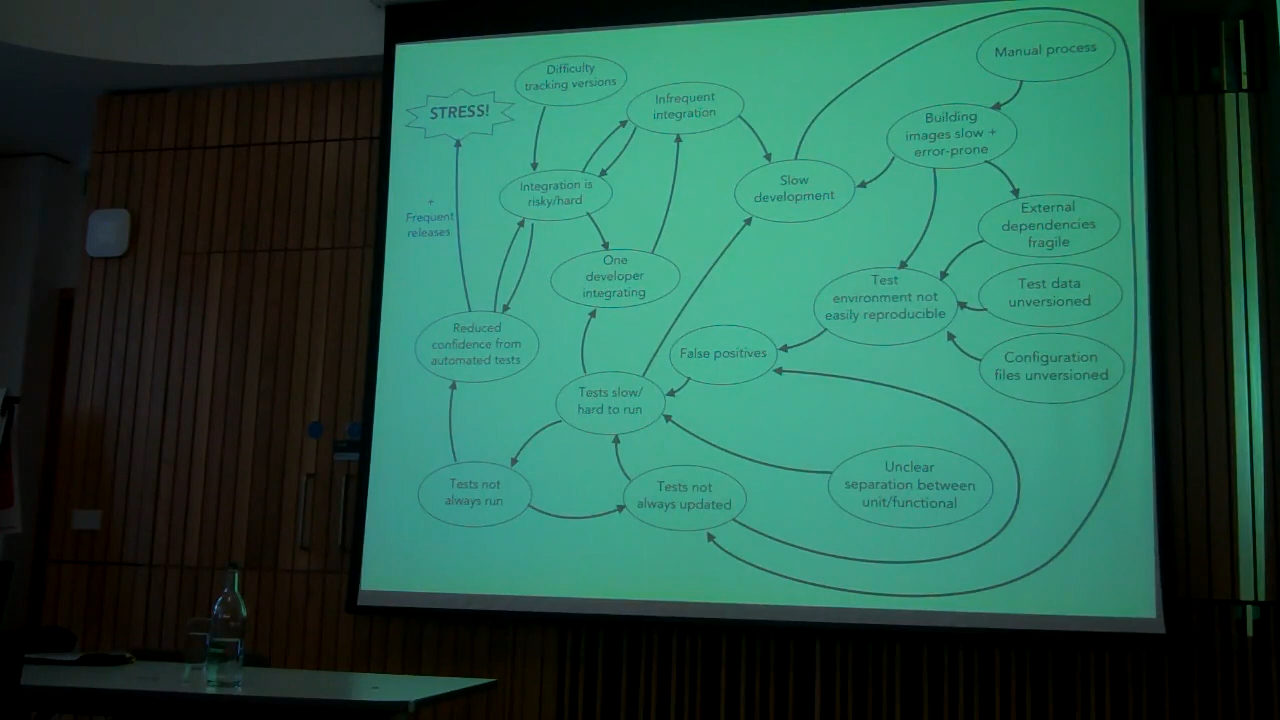 STRESS!
Difficulty
tracking versions
Infrequent
integration
Manual process
Building
images slow +
error-prone
Integration is
risky/hard
Slow
development
+
Frequent
releases
External
dependencies
fragile
One
developer
integrating
Test
environment not
easily reproducible
Test data
unversioned
Reduced
confidence from
automated tests
False positives
Configuration
files unversioned
Tests slow/
hard to run
Tests not
always run
Tests not
always updated
Unclear
separation between
unit/functional